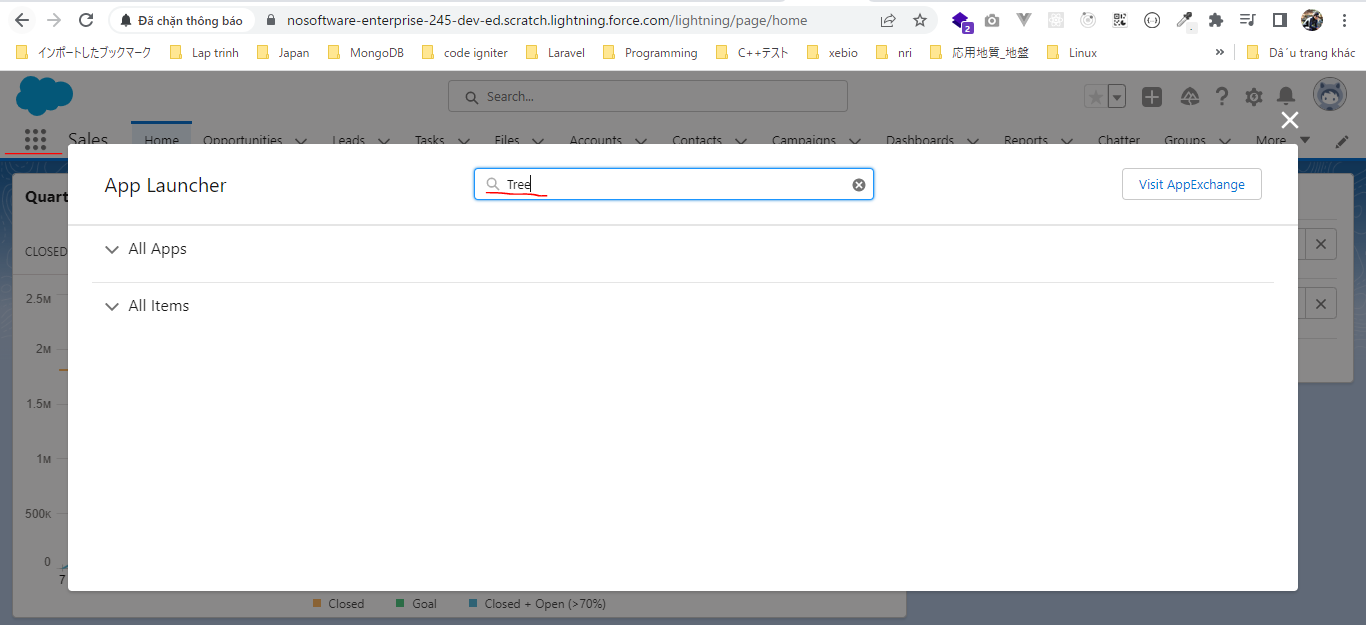 Đã chặn thông báo nosoftware-enterprise-245-dev-ed.scratch.lightning.force.com/lightning/page/home 2
インポートしたブックマーク Lap trinh Japan MongoDB code igniter Laravel Programming C++テスト xebio nri 応用地質_地盤 Linux » Dấu trang khác
Search...
Sales Home Opportunities Leads Tasks Files Accounts Contacts Campaigns Dashboards Reports Chatter Groups More
App Launcher Tree Visit AppExchange
Quart
All Apps
CLOSED
2.5M
All Items
2M
1.5M
1M
500K
0
7
Closed Goal Closed + Open (>70%)